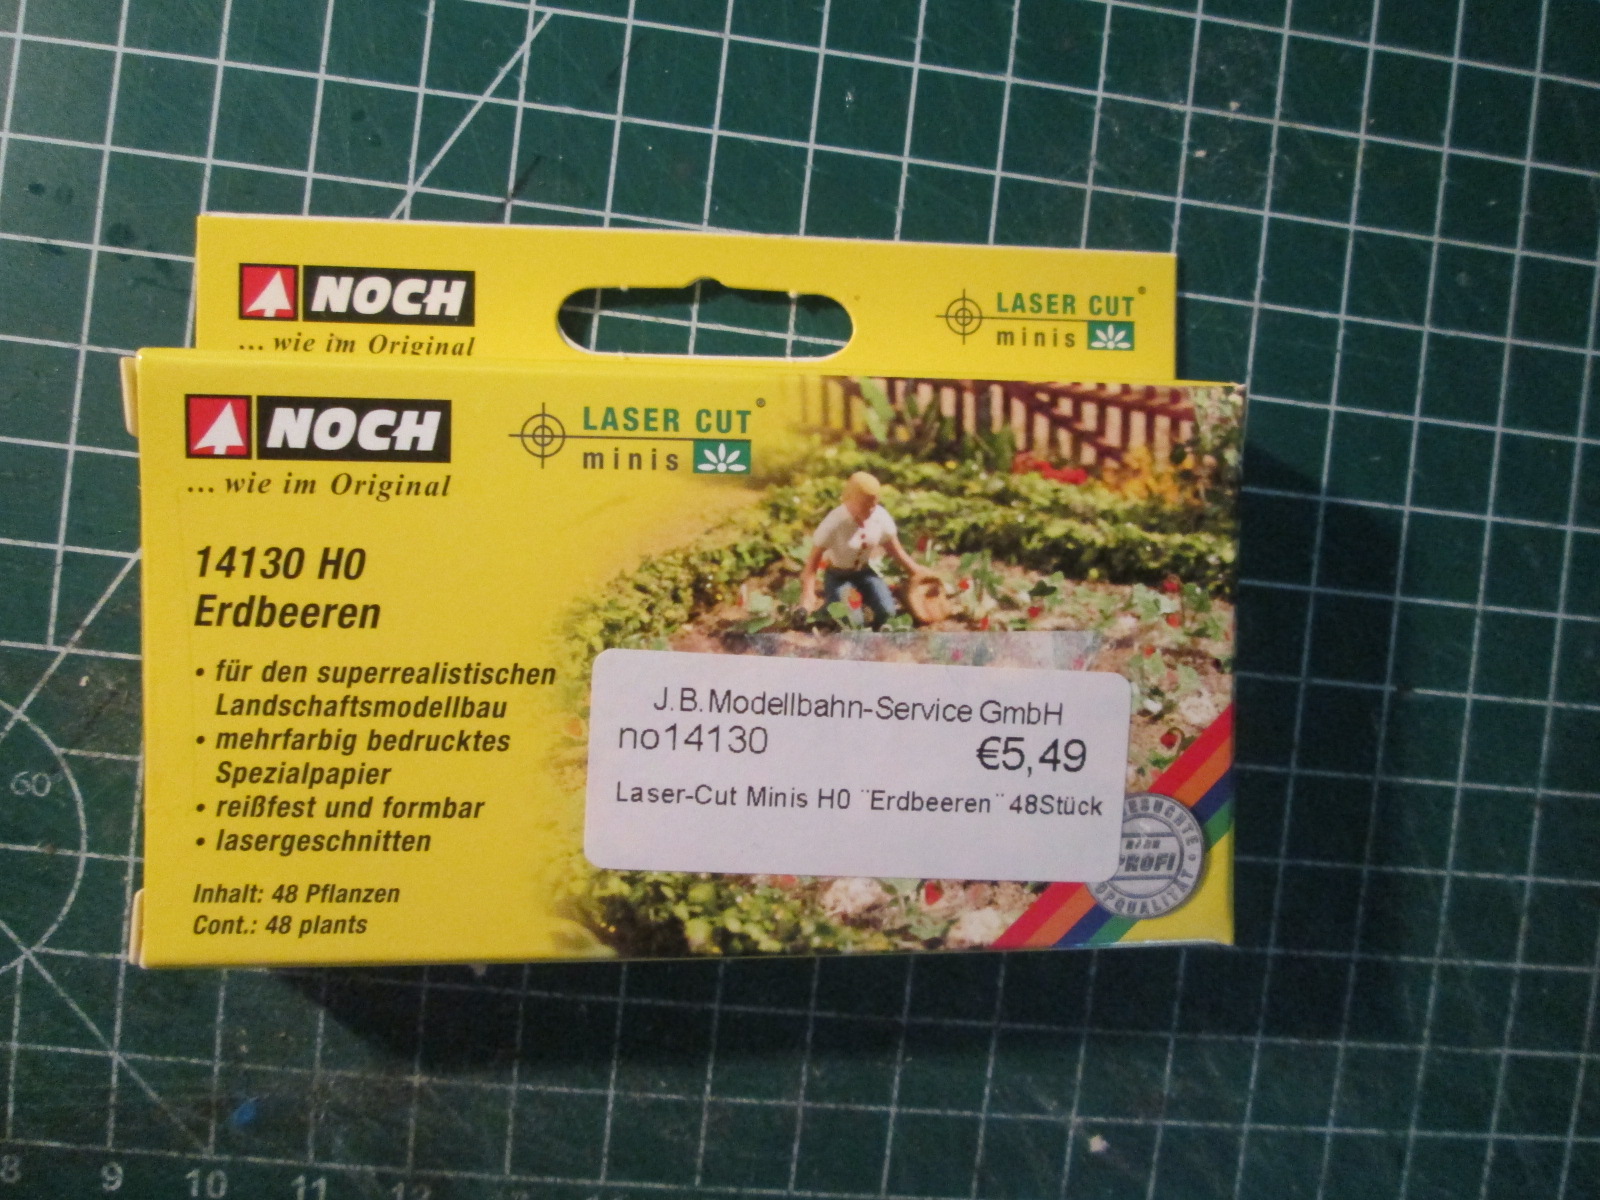 NOCH
... wie im Original
LASER CUT®
minis
NOCH
... wie im Original
LASER CUT®
minis
14130 H0
Erdbeeren
• für den superrealistischen
Landschaftsmodellbau
• mehrfarbig bedrucktes
Spezialpapier
• reißfest und formbar
• lasergeschnitten
Inhalt: 48 Pflanzen
Cont.: 48 plants
J.B.Modellbahn-Service GmbH
no14130
€5,49
Laser-Cut Minis H0 ¨Erdbeeren¨ 48Stück
PROFI
60
8 9 10 11 12